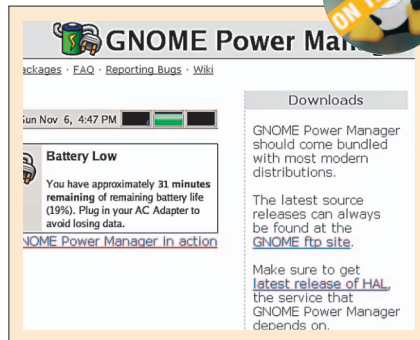 ON
GNOME Power Man
ackages · FAQ · Reporting Bugs · Wiki
Sun Nov 6, 4:47 PM
Battery Low
You have approximately 31 minutes
remaining of remaining battery life
(19%). Plug in your AC Adapter to
avoid losing data.
NOME Power Manager in action
Downloads
GNOME Power Manager
should come bundled
with most modern
distributions.
The latest source
releases can always
be found at the
GNOME ftp site.
Make sure to get
latest release of HAL,
the service that
GNOME Power Manager
depends on.